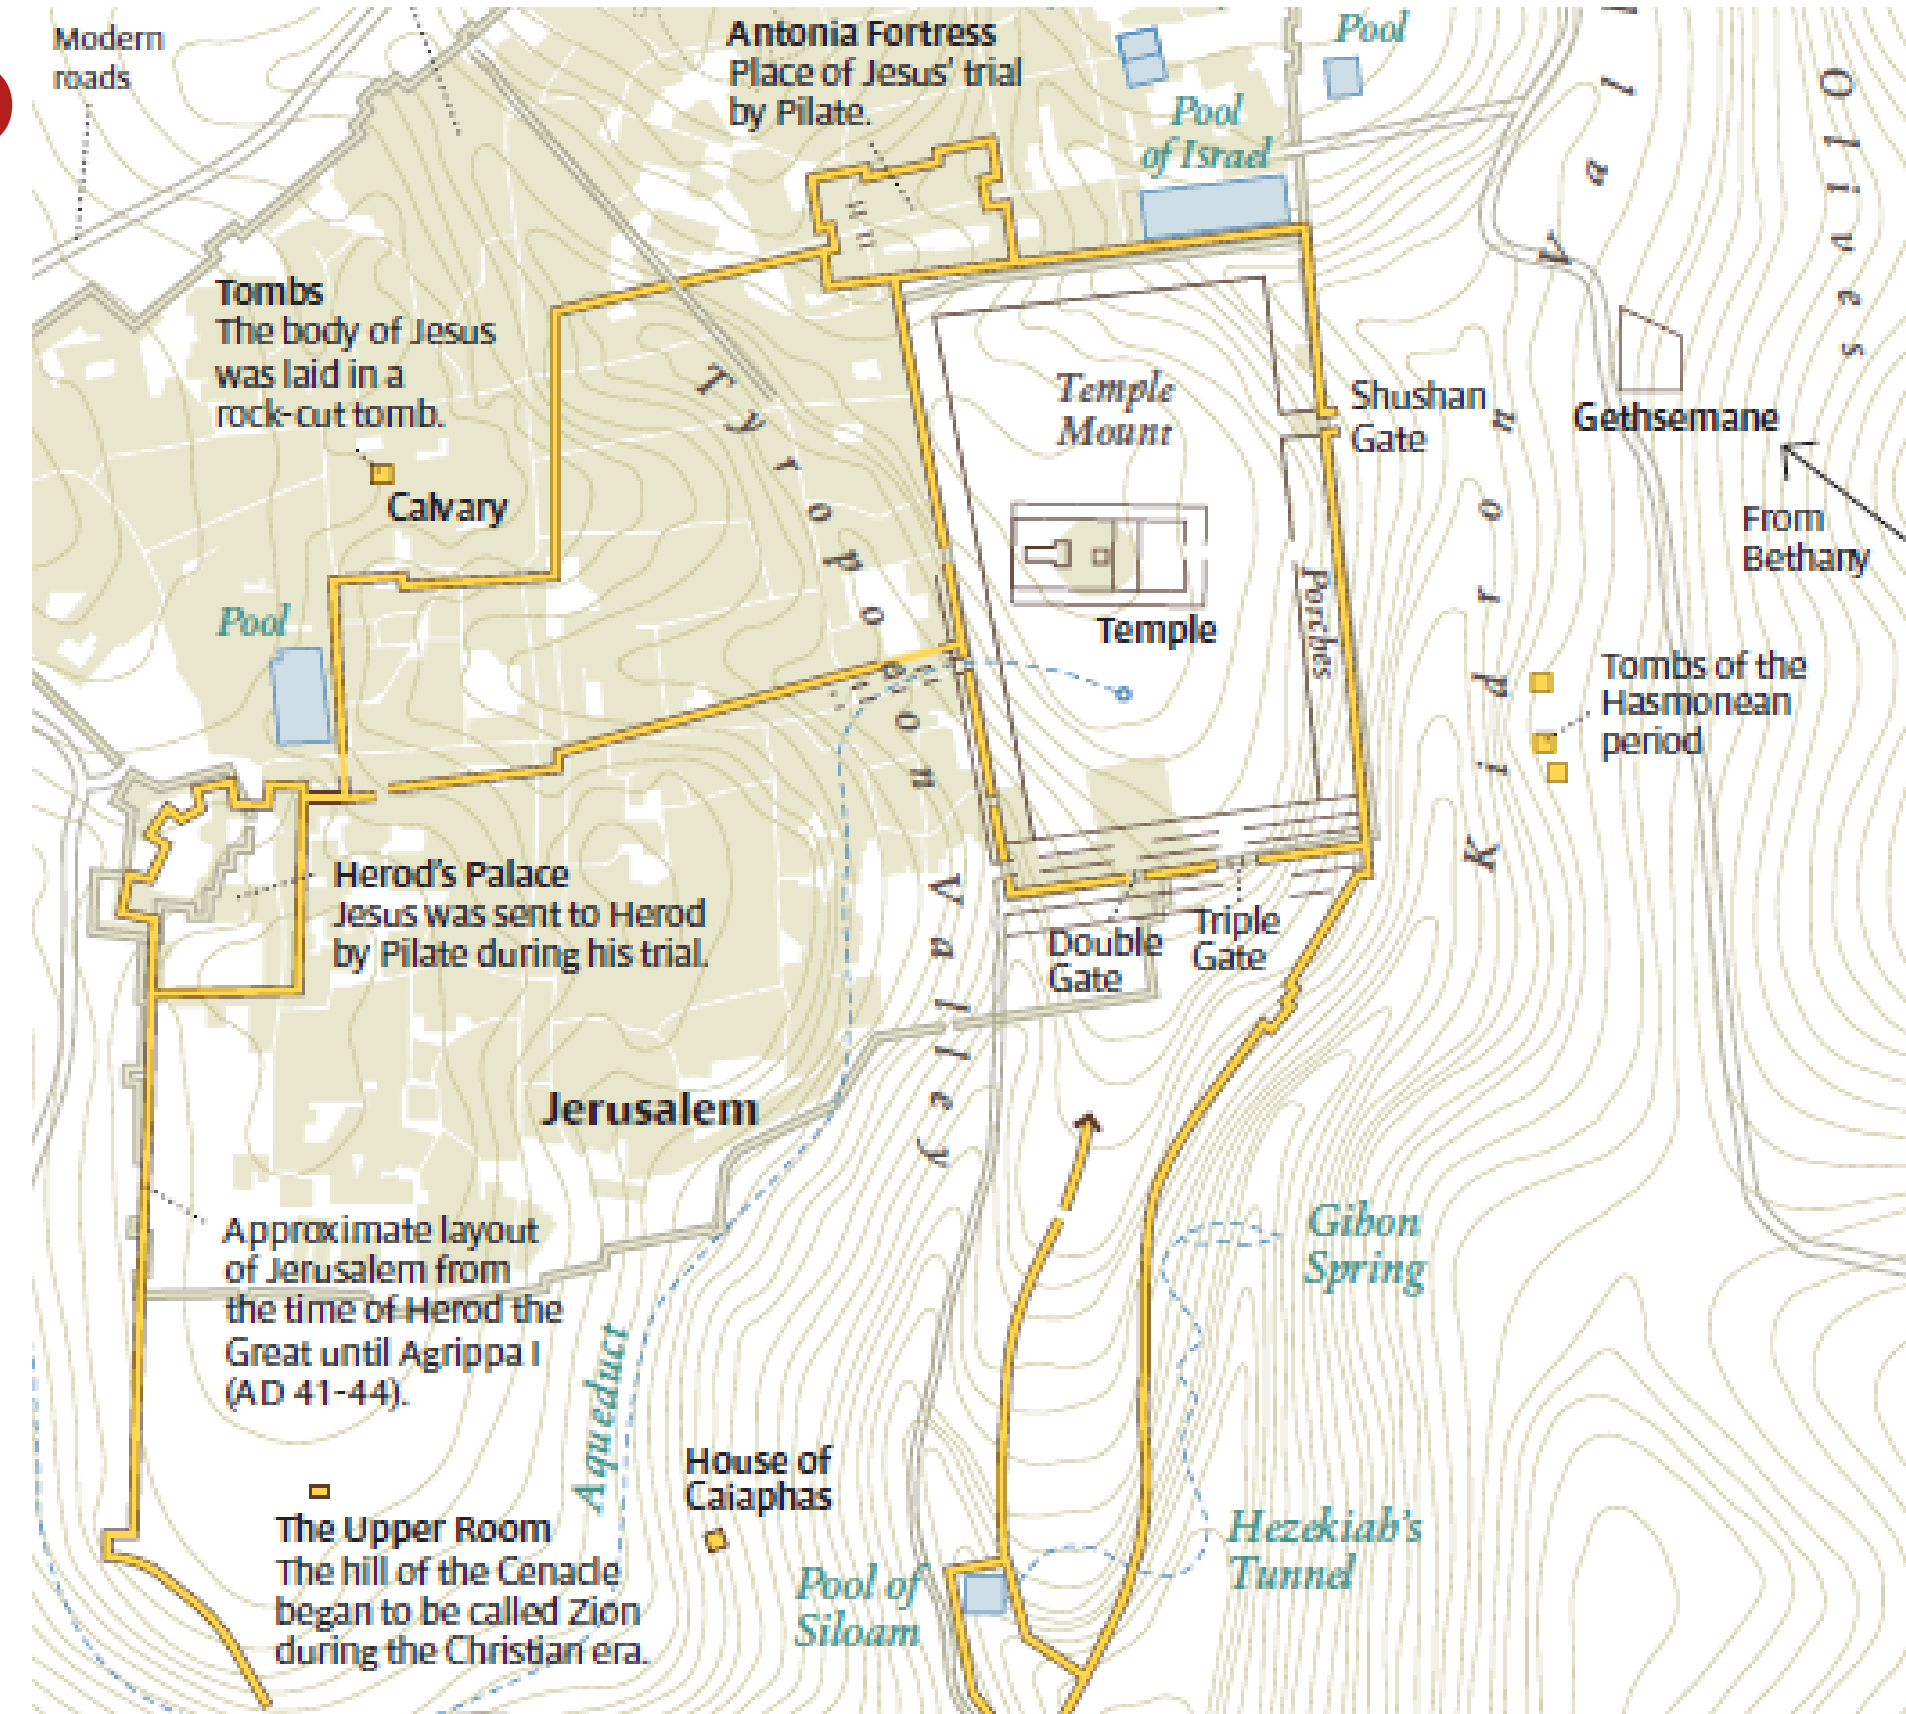 Modern
roads
Antonia Fortress
Place of Jesus' trial
by Pilate.
Pool
Pool
of Israel
Tombs
The body of Jesus
was laid in a
rock-cut tomb.
Calvary
Pool
Tyropoeon Valley
Temple
Mount
Temple
Porches
Shushan
Gate
Kidron Val
Olives
Gethsemane
From
Bethany
Tombs of the
Hasmonean
period
Herod's Palace
Jesus was sent to Herod
by Pilate during his trial.
Double
Gate
Triple
Gate
Jerusalem
Approximate layout
of Jerusalem from
the time of Herod the
Great until Agrippa I
(AD 41-44).
Aqueduct
Gihon
Spring
House of
Caiaphas
The Upper Room
The hill of the Cenacle
began to be called Zion
during the Christian era.
Pool of
Siloam
Hezekiah's
Tunnel